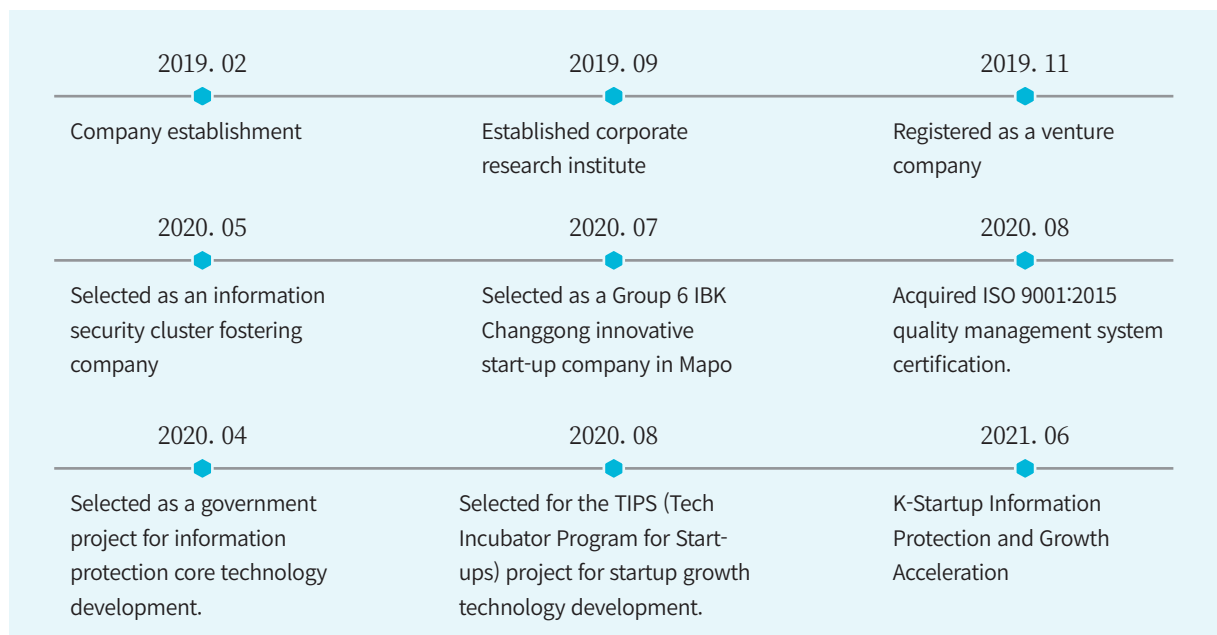 2019. 02
Company establishment
2019. 09
Established corporate
research institute
2019. 11
Registered as a venture
company
2020. 05
Selected as an information
security cluster fostering
company
2020. 07
Selected as a Group 6 IBK
Changgong innovative
start-up company in Mapo
2020. 08
Acquired ISO 9001:2015
quality management system
certification.
2020. 04
Selected as a government
project for information
protection core technology
development.
2020. 08
Selected for the TIPS (Tech
Incubator Program for Start-
ups) project for startup growth
technology development.
2021. 06
K-Startup Information
Protection and Growth
Acceleration